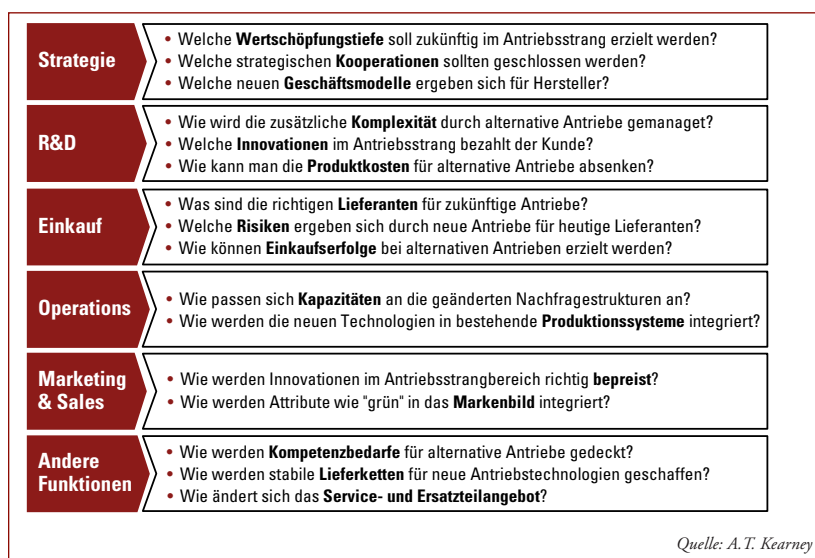 Strategie
• Welche Wertschöpfungstiefe soll zukünftig im Antriebsstrang erzielt werden?
• Welche strategischen Kooperationen sollten geschlossen werden?
• Welche neuen Geschäftsmodelle ergeben sich für Hersteller?
R&D
• Wie wird die zusätzliche Komplexität durch alternative Antriebe gemanaget?
• Welche Innovationen im Antriebsstrang bezahlt der Kunde?
• Wie kann man die Produktkosten für alternative Antriebe absenken?
Einkauf
• Was sind die richtigen Lieferanten für zukünftige Antriebe?
• Welche Risiken ergeben sich durch neue Antriebe für heutige Lieferanten?
• Wie können Einkaufserfolge bei alternativen Antrieben erzielt werden?
Operations
• Wie passen sich Kapazitäten an die geänderten Nachfragestrukturen an?
• Wie werden die neuen Technologien in bestehende Produktionssysteme integriert?
Marketing
& Sales
• Wie werden Innovationen im Antriebsstrangbereich richtig bepreist?
• Wie werden Attribute wie "grün" in das Markenbild integriert?
Andere
Funktionen
• Wie werden Kompetenzbedarfe für alternative Antriebe gedeckt?
• Wie werden stabile Lieferketten für neue Antriebstechnologien geschaffen?
• Wie ändert sich das Service- und Ersatzteilangebot?
Quelle: A.T. Kearney